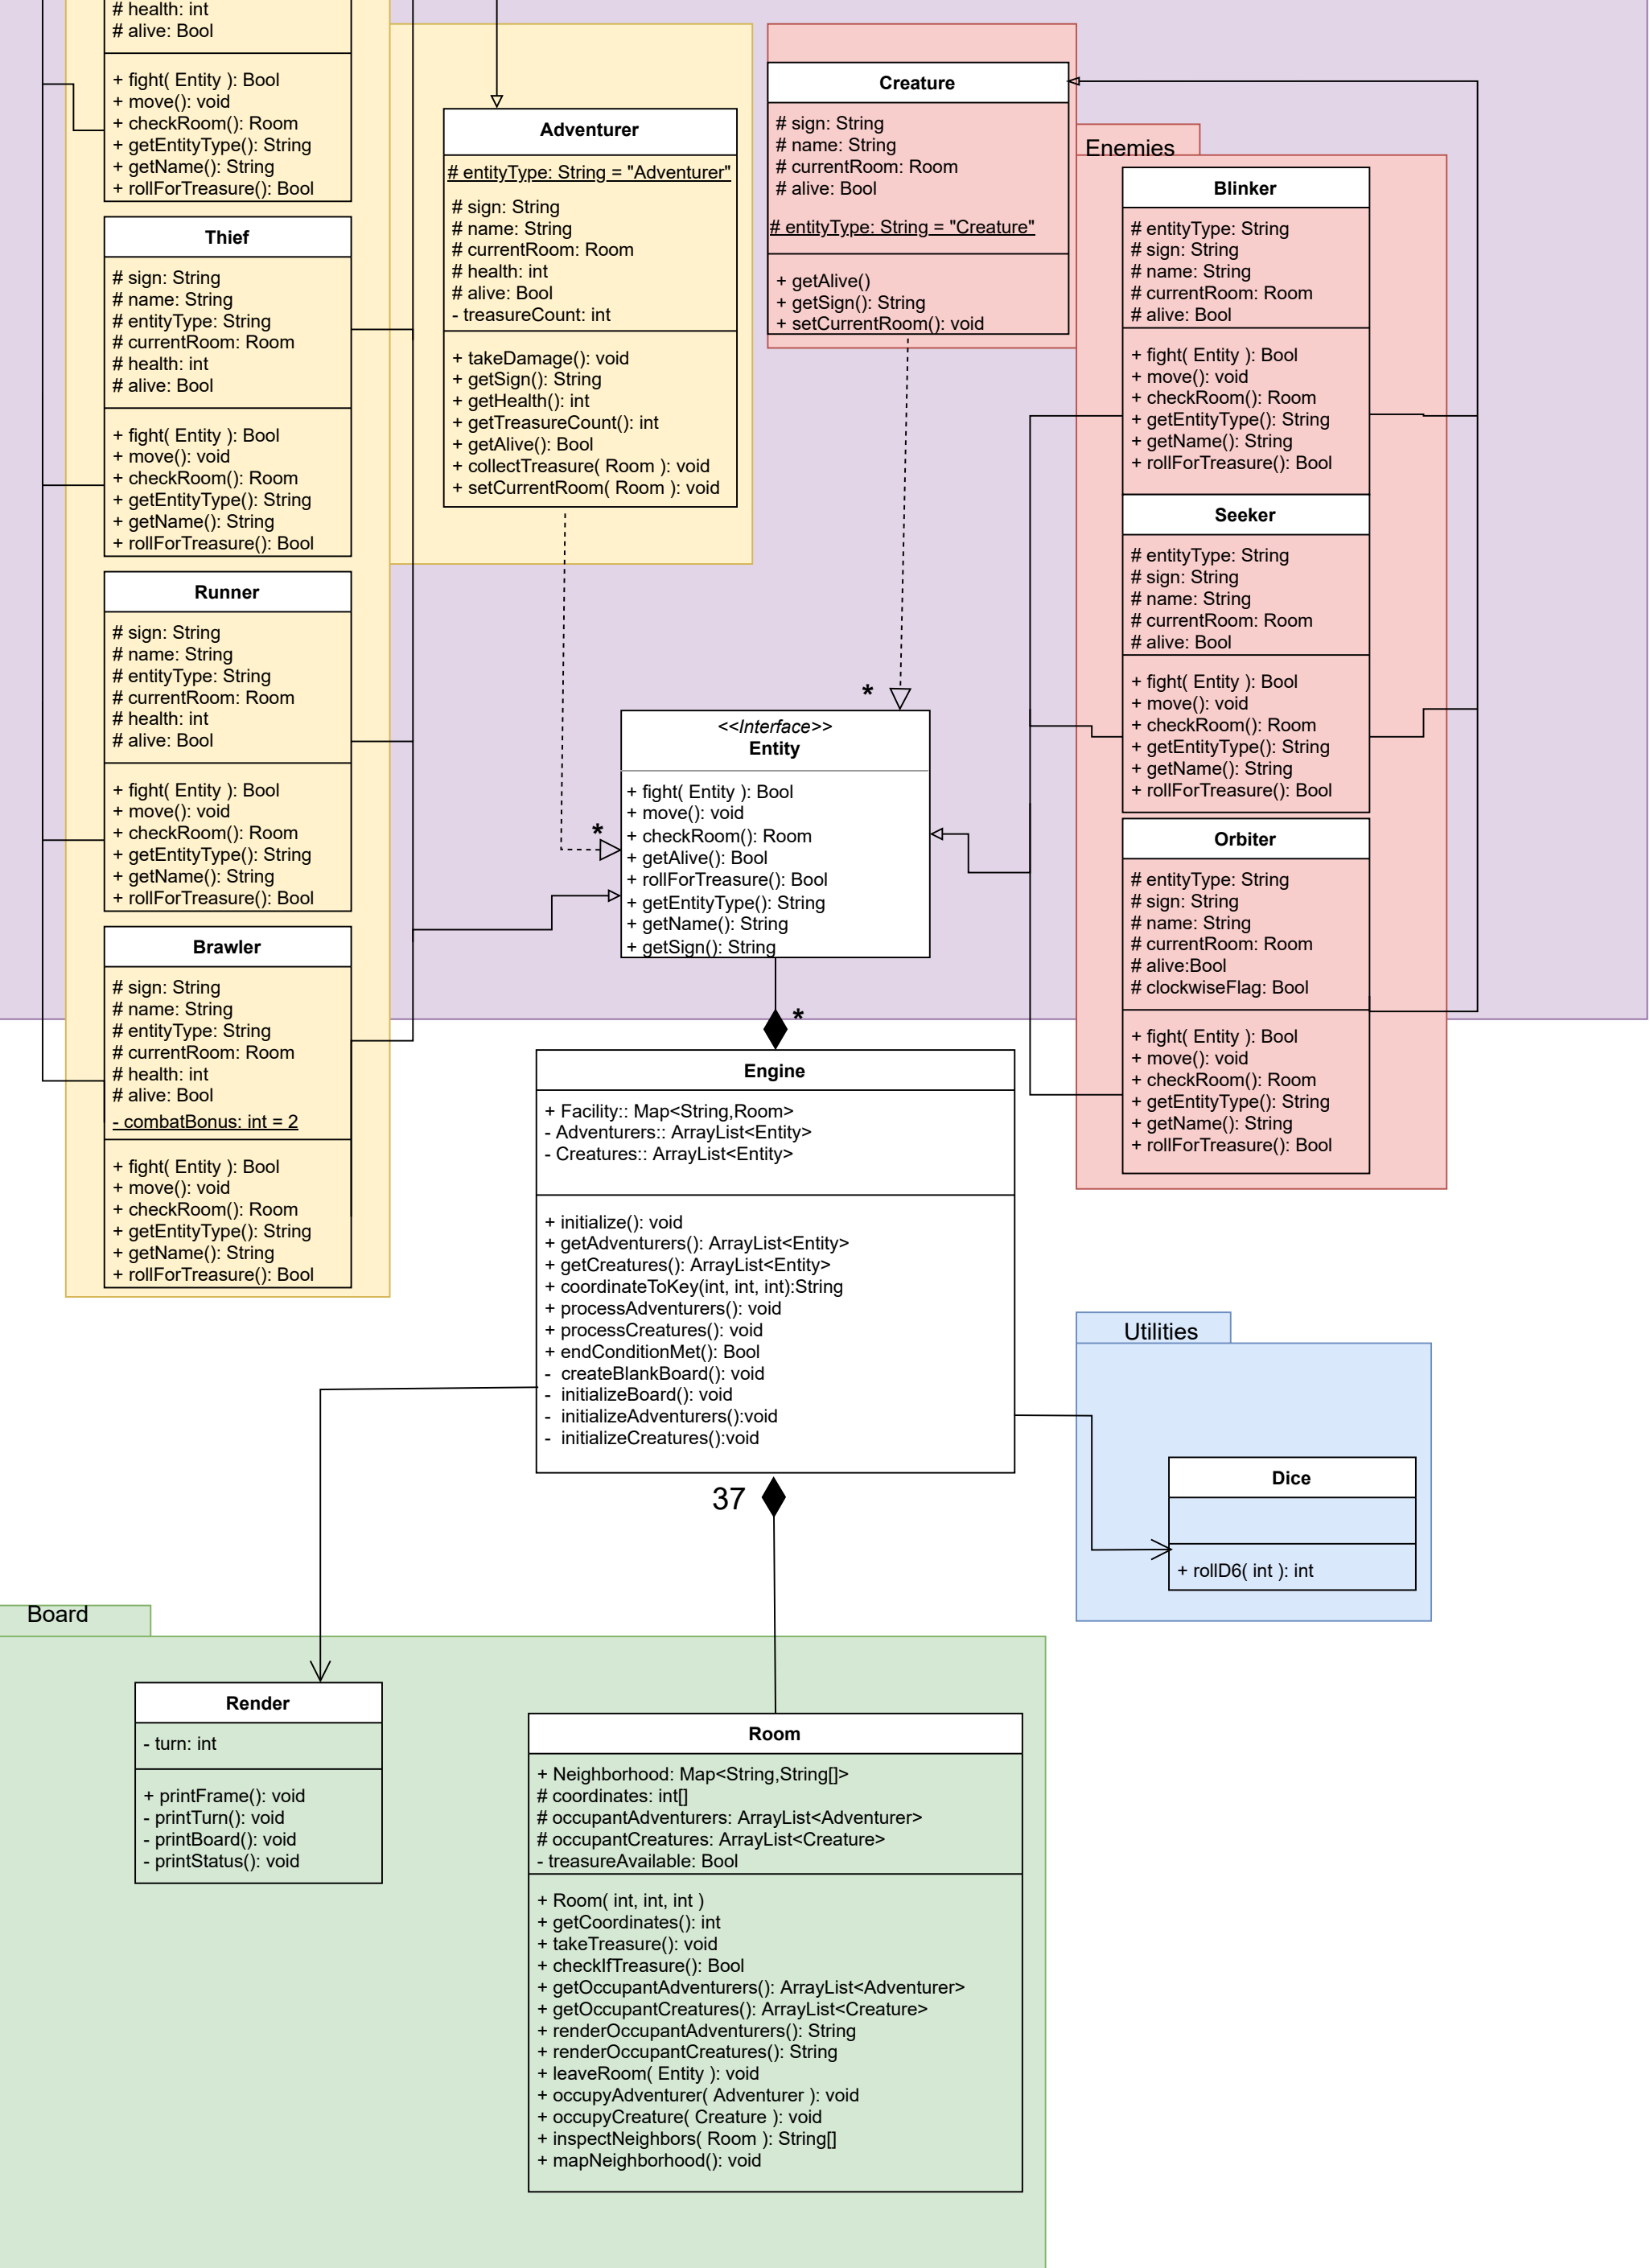 # health: int
# alive: Bool
+ fight( Entity ): Bool
+ move(): void
+ checkRoom(): Room
+ getEntityType(): String
+ getName(): String
+ rollForTreasure(): Bool
Thief
# sign: String
# name: String
# entityType: String
# currentRoom: Room
# health: int
# alive: Bool
+ fight( Entity ): Bool
+ move(): void
+ checkRoom(): Room
+ getEntityType(): String
+ getName(): String
+ rollForTreasure(): Bool
Runner
# sign: String
# name: String
# entityType: String
# currentRoom: Room
# health: int
# alive: Bool
+ fight( Entity ): Bool
+ move(): void
+ checkRoom(): Room
+ getEntityType(): String
+ getName(): String
+ rollForTreasure(): Bool
Brawler
# sign: String
# name: String
# entityType: String
# currentRoom: Room
# health: int
# alive: Bool
- combatBonus: int = 2
+ fight( Entity ): Bool
+ move(): void
+ checkRoom(): Room
+ getEntityType(): String
+ getName(): String
+ rollForTreasure(): Bool
Adventurer
# entityType: String = "Adventurer"
# sign: String
# name: String
# currentRoom: Room
# health: int
# alive: Bool
- treasureCount: int
+ takeDamage(): void
+ getSign(): String
+ getHealth(): int
+ getTreasureCount(): int
+ getAlive(): Bool
+ collectTreasure( Room ): void
+ setCurrentRoom( Room ): void
Creature
# sign: String
# name: String
# currentRoom: Room
# alive: Bool
# entityType: String = "Creature"
+ getAlive()
+ getSign(): String
+ setCurrentRoom(): void
Enemies
Blinker
# entityType: String
# sign: String
# name: String
# currentRoom: Room
# alive: Bool
+ fight( Entity ): Bool
+ move(): void
+ checkRoom(): Room
+ getEntityType(): String
+ getName(): String
+ rollForTreasure(): Bool
Seeker
# entityType: String
# sign: String
# name: String
# currentRoom: Room
# alive: Bool
+ fight( Entity ): Bool
+ move(): void
+ checkRoom(): Room
+ getEntityType(): String
+ getName(): String
+ rollForTreasure(): Bool
Orbiter
# entityType: String
# sign: String
# name: String
# currentRoom: Room
# alive:Bool
# clockwiseFlag: Bool
+ fight( Entity ): Bool
+ move(): void
+ checkRoom(): Room
+ getEntityType(): String
+ getName(): String
+ rollForTreasure(): Bool
*
*
<<Interface>>
Entity
+ fight( Entity ): Bool
+ move(): void
+ checkRoom(): Room
+ getAlive(): Bool
+ rollForTreasure(): Bool
+ getEntityType(): String
+ getName(): String
+ getSign(): String
*
Engine
+ Facility:: Map<String,Room>
- Adventurers:: ArrayList<Entity>
- Creatures:: ArrayList<Entity>
+ initialize(): void
+ getAdventurers(): ArrayList<Entity>
+ getCreatures(): ArrayList<Entity>
+ coordinateToKey(int, int, int):String
+ processAdventurers(): void
+ processCreatures(): void
+ endConditionMet(): Bool
- createBlankBoard(): void
- initializeBoard(): void
- initializeAdventurers():void
- initializeCreatures():void
37
Utilities
Dice
+ rollD6( int ): int
Board
Render
- turn: int
+ printFrame(): void
- printTurn(): void
- printBoard(): void
- printStatus(): void
Room
+ Neighborhood: Map<String,String[]>
# coordinates: int[]
# occupantAdventurers: ArrayList<Adventurer>
# occupantCreatures: ArrayList<Creature>
- treasureAvailable: Bool
+ Room( int, int, int )
+ getCoordinates(): int
+ takeTreasure(): void
+ checkIfTreasure(): Bool
+ getOccupantAdventurers(): ArrayList<Adventurer>
+ getOccupantCreatures(): ArrayList<Creature>
+ renderOccupantAdventurers(): String
+ renderOccupantCreatures(): String
+ leaveRoom( Entity ): void
+ occupyAdventurer( Adventurer ): void
+ occupyCreature( Creature ): void
+ inspectNeighbors( Room ): String[]
+ mapNeighborhood(): void